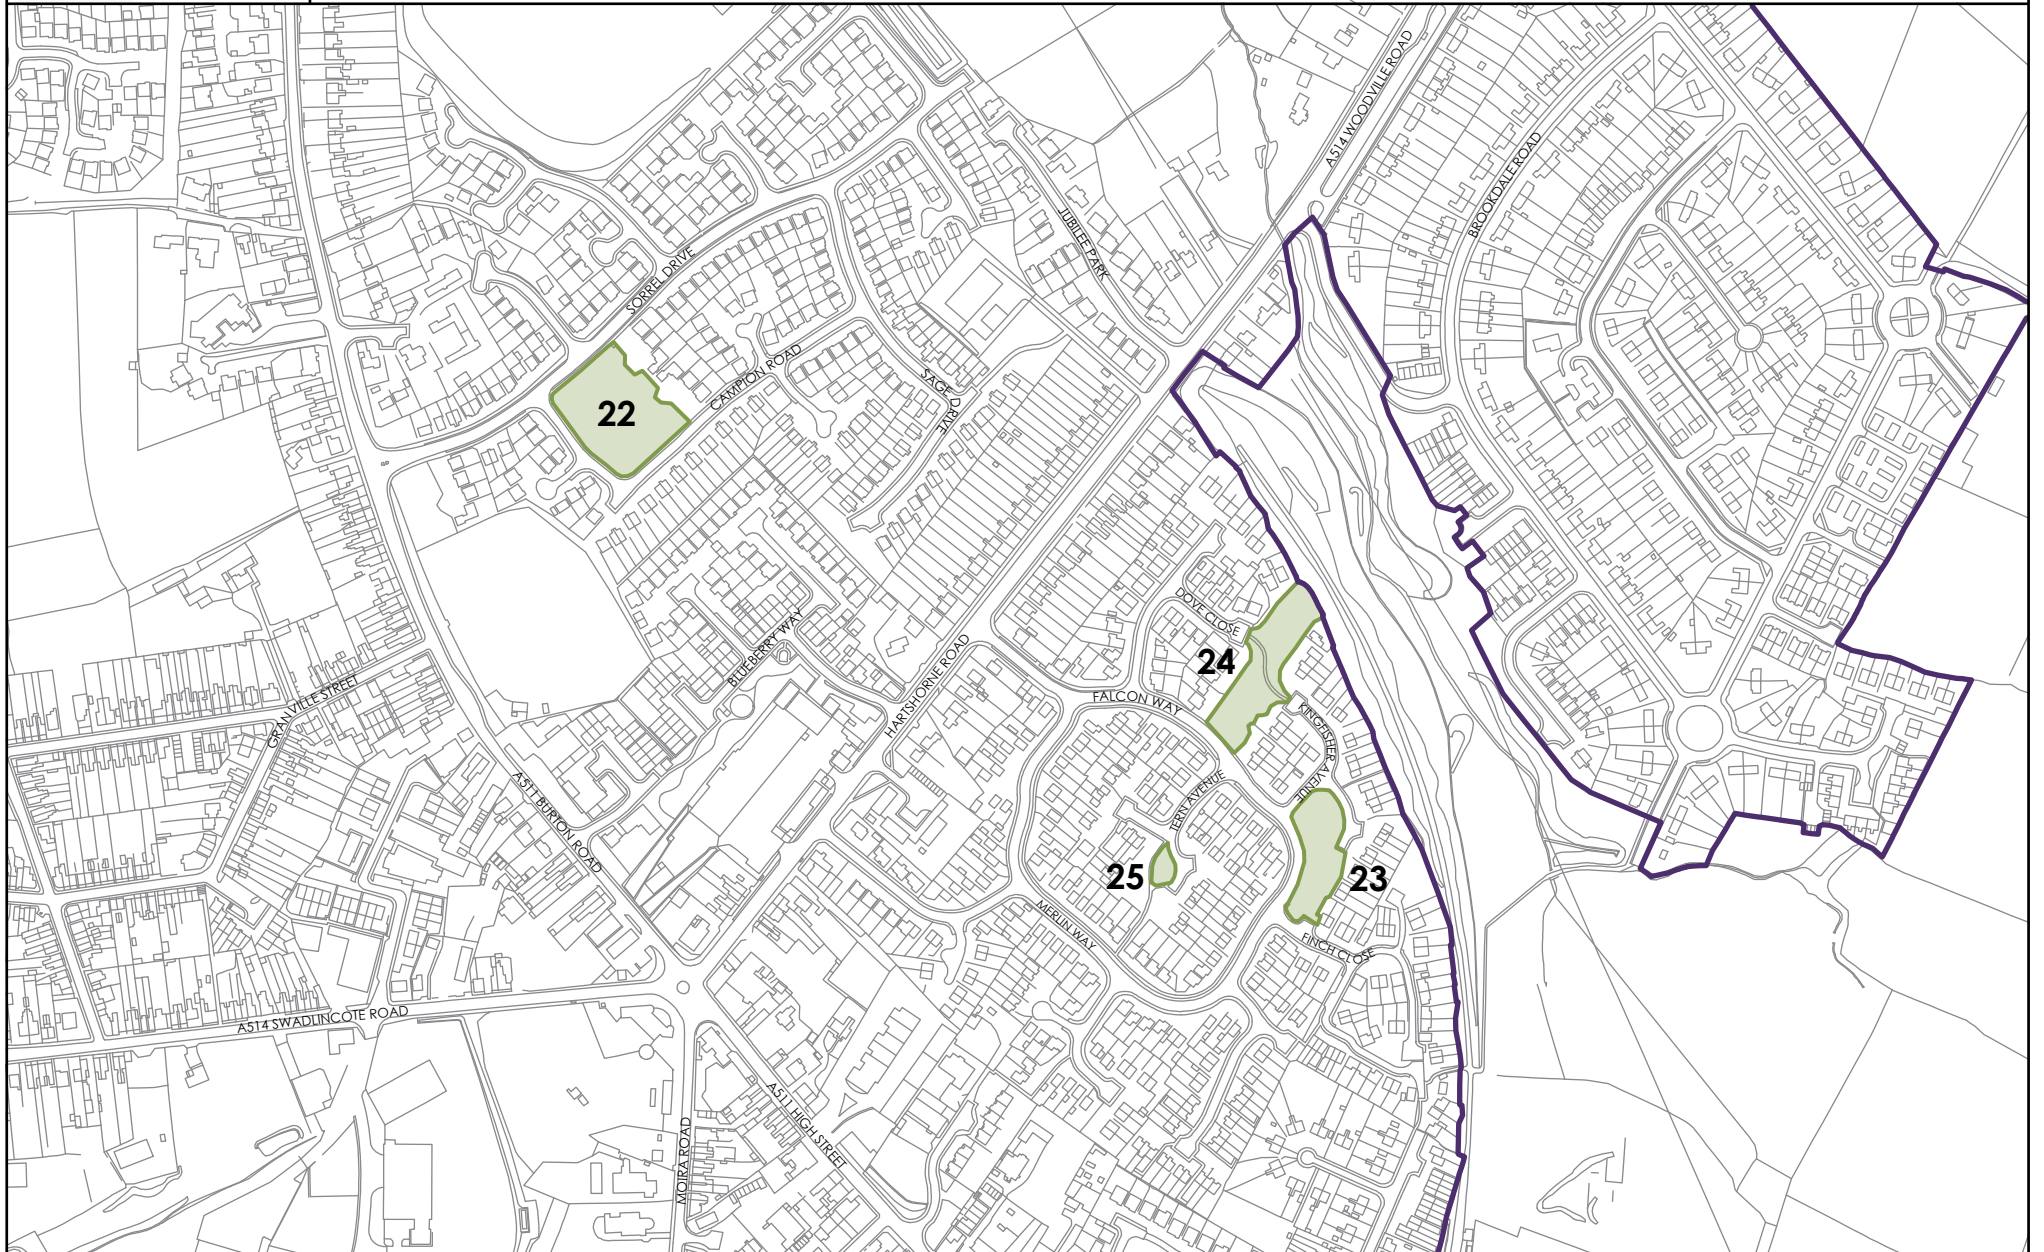 A514 WOODVILLE ROAD
BROOKDALE ROAD
JUBILEE PARK
SORREL DRIVE
CAMPION ROAD
SAGE DRIVE
22
DOVE CLOSE
24
BLUEBERRY WAY
HARTSHORNE ROAD
FALCON WAY
GRANVILLE STREET
KINGFISHER AVENUE
A511 BURTON ROAD
TERN AVENUE
25
23
MERLIN WAY
FINCH CLOSE
A514 SWADLINCOTE ROAD
A511 HIGH STREET
MOIRA ROAD